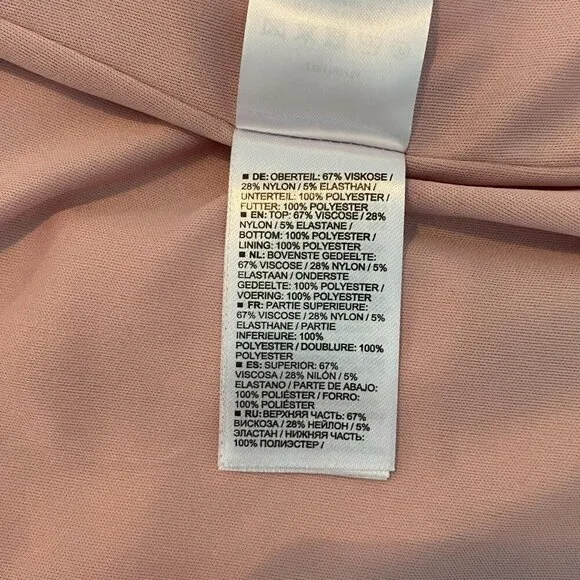 ■ DE: OBERTEIL: 67% VISKOSE /
28% NYLON / 5% ELASTHAN /
UNTERTEIL: 100% POLYESTER /
FUTTER: 100% POLYESTER
■ EN: TOP: 67% VISCOSE / 28%
NYLON / 5% ELASTANE /
BOTTOM: 100% POLYESTER /
LINING: 100% POLYESTER
■ NL: BOVENSTE GEDEELTE:
67% VISCOSE / 28% NYLON / 5%
ELASTAAN / ONDERSTE
GEDEELTE: 100% POLYESTER /
VOERING: 100% POLYESTER
■ FR: PARTIE SUPERIEURE:
67% VISCOSE / 28% NYLON / 5%
ELASTHANE / PARTIE
INFERIEURE: 100%
POLYESTER / DOUBLURE: 100%
POLYESTER
■ ES: SUPERIOR: 67%
VISCOSA / 28% NILÓN / 5%
ELASTANO / PARTE DE ABAJO:
100% POLIÉSTER / FORRO:
100% POLIÉSTER
■ RU: ВЕРХНЯЯ ЧАСТЬ: 67%
ВИСКОЗА / 28% НЕЙЛОН / 5%
ЭЛАСТАН / НИЖНЯЯ ЧАСТЬ:
100% ПОЛИЭСТЕР /